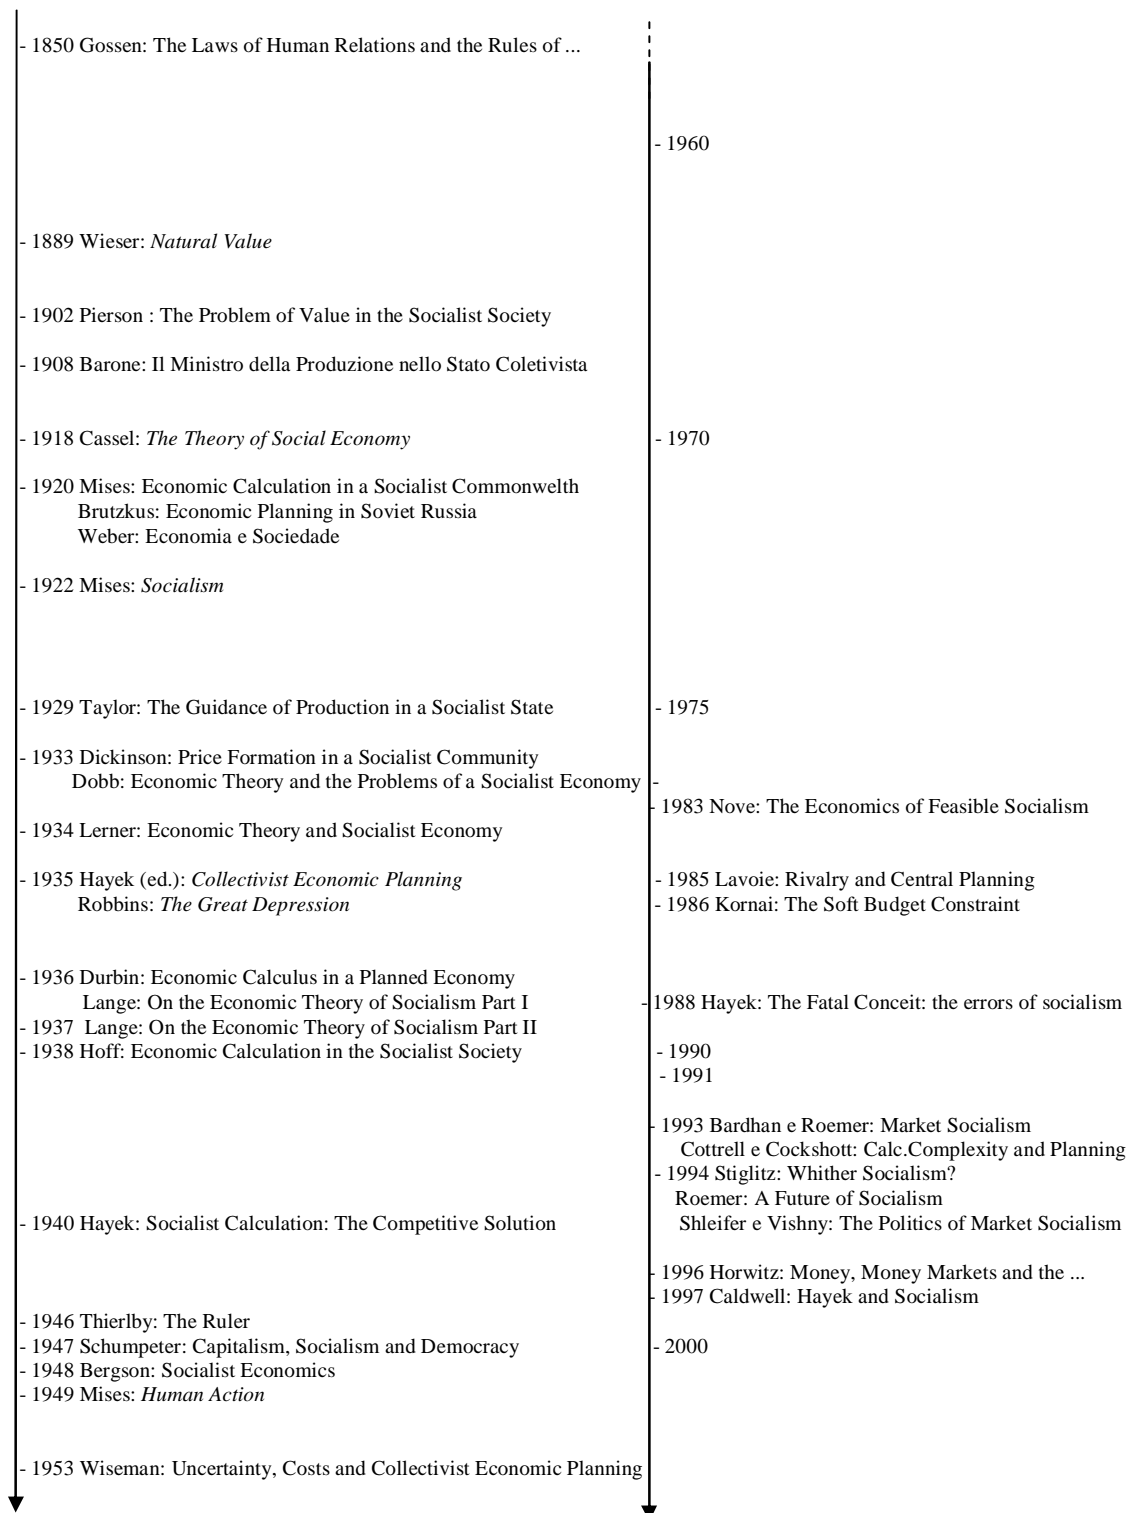 - 1850 Gossen: The Laws of Human Relations and the Rules of ...
- 1889 Wieser: Natural Value
- 1902 Pierson : The Problem of Value in the Socialist Society
- 1908 Barone: Il Ministro della Produzione nello Stato Coletivista
- 1918 Cassel: The Theory of Social Economy
- 1920 Mises: Economic Calculation in a Socialist Commonwelth
Brutzkus: Economic Planning in Soviet Russia
Weber: Economia e Sociedade
- 1922 Mises: Socialism
- 1929 Taylor: The Guidance of Production in a Socialist State
- 1933 Dickinson: Price Formation in a Socialist Community
Dobb: Economic Theory and the Problems of a Socialist Economy
- 1934 Lerner: Economic Theory and Socialist Economy
- 1935 Hayek (ed.): Collectivist Economic Planning
Robbins: The Great Depression
- 1936 Durbin: Economic Calculus in a Planned Economy
Lange: On the Economic Theory of Socialism Part I
- 1937 Lange: On the Economic Theory of Socialism Part II
- 1938 Hoff: Economic Calculation in the Socialist Society
- 1940 Hayek: Socialist Calculation: The Competitive Solution
- 1946 Thierlby: The Ruler
- 1947 Schumpeter: Capitalism, Socialism and Democracy
- 1948 Bergson: Socialist Economics
- 1949 Mises: Human Action
- 1953 Wiseman: Uncertainty, Costs and Collectivist Economic Planning
- 1960
- 1970
- 1975
-
- 1983 Nove: The Economics of Feasible Socialism
- 1985 Lavoie: Rivalry and Central Planning
- 1986 Kornai: The Soft Budget Constraint
- 1988 Hayek: The Fatal Conceit: the errors of socialism
- 1990
- 1991
- 1993 Bardhan e Roemer: Market Socialism
Cottrell e Cockshott: Calc.Complexity and Planning
- 1994 Stiglitz: Whither Socialism?
Roemer: A Future of Socialism
Shleifer e Vishny: The Politics of Market Socialism
- 1996 Horwitz: Money, Money Markets and the ...
- 1997 Caldwell: Hayek and Socialism
- 2000